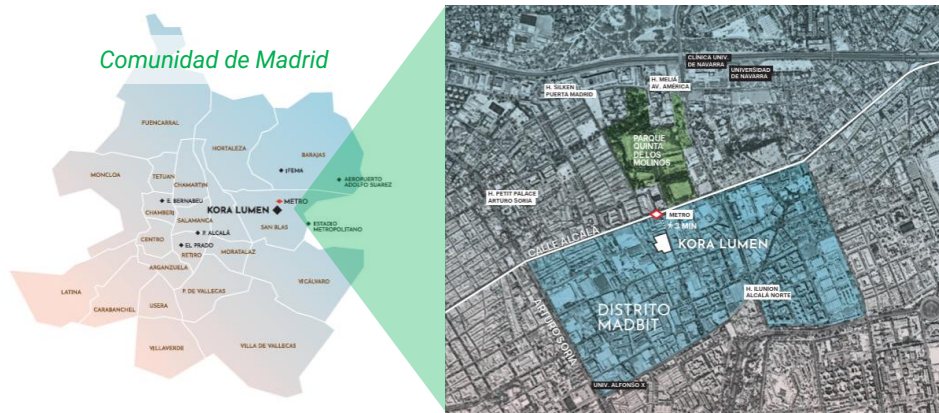 Comunidad de Madrid
FUENCARRAL
HORTALEZA
BARAJAS
IFEMA
MONCLOA
TETUAN
CHAMARTIN
AEROPUERTO
ADOLFO SUAREZ
E. BERNABEU
METRO
CHAMBERI
KORA LUMEN
SALAMANCA
ESTADIO
METROPOLITANO
SAN BLAS
P. ALCALÁ
CENTRO
EL PRADO
RETIRO
MORATALAZ
ARGANZUELA
VICÁLVARO
LATINA
P. DE VALLECAS
CARABANCHEL
USERA
VILLAVERDE
VILLA DE VALLECAS
CLÍNICA UNIV.
DE NAVARRA
UNIVERSIDAD
DE NAVARRA
H. SILKEN
PUERTA MADRID
H. MELIÁ
AV. AMERICA
PARQUE
QUINTA
DE LOS
MOLINOS
H. PETIT PALACE
ARTURO SORIA
METRO
3 MIN
KORA LUMEN
CALLE ALCALÁ
H. ILUNION
ALCALÁ NORTE
DISTRITO
MADBIT
ARTURO SORIA
UNIV. ALFONSO X